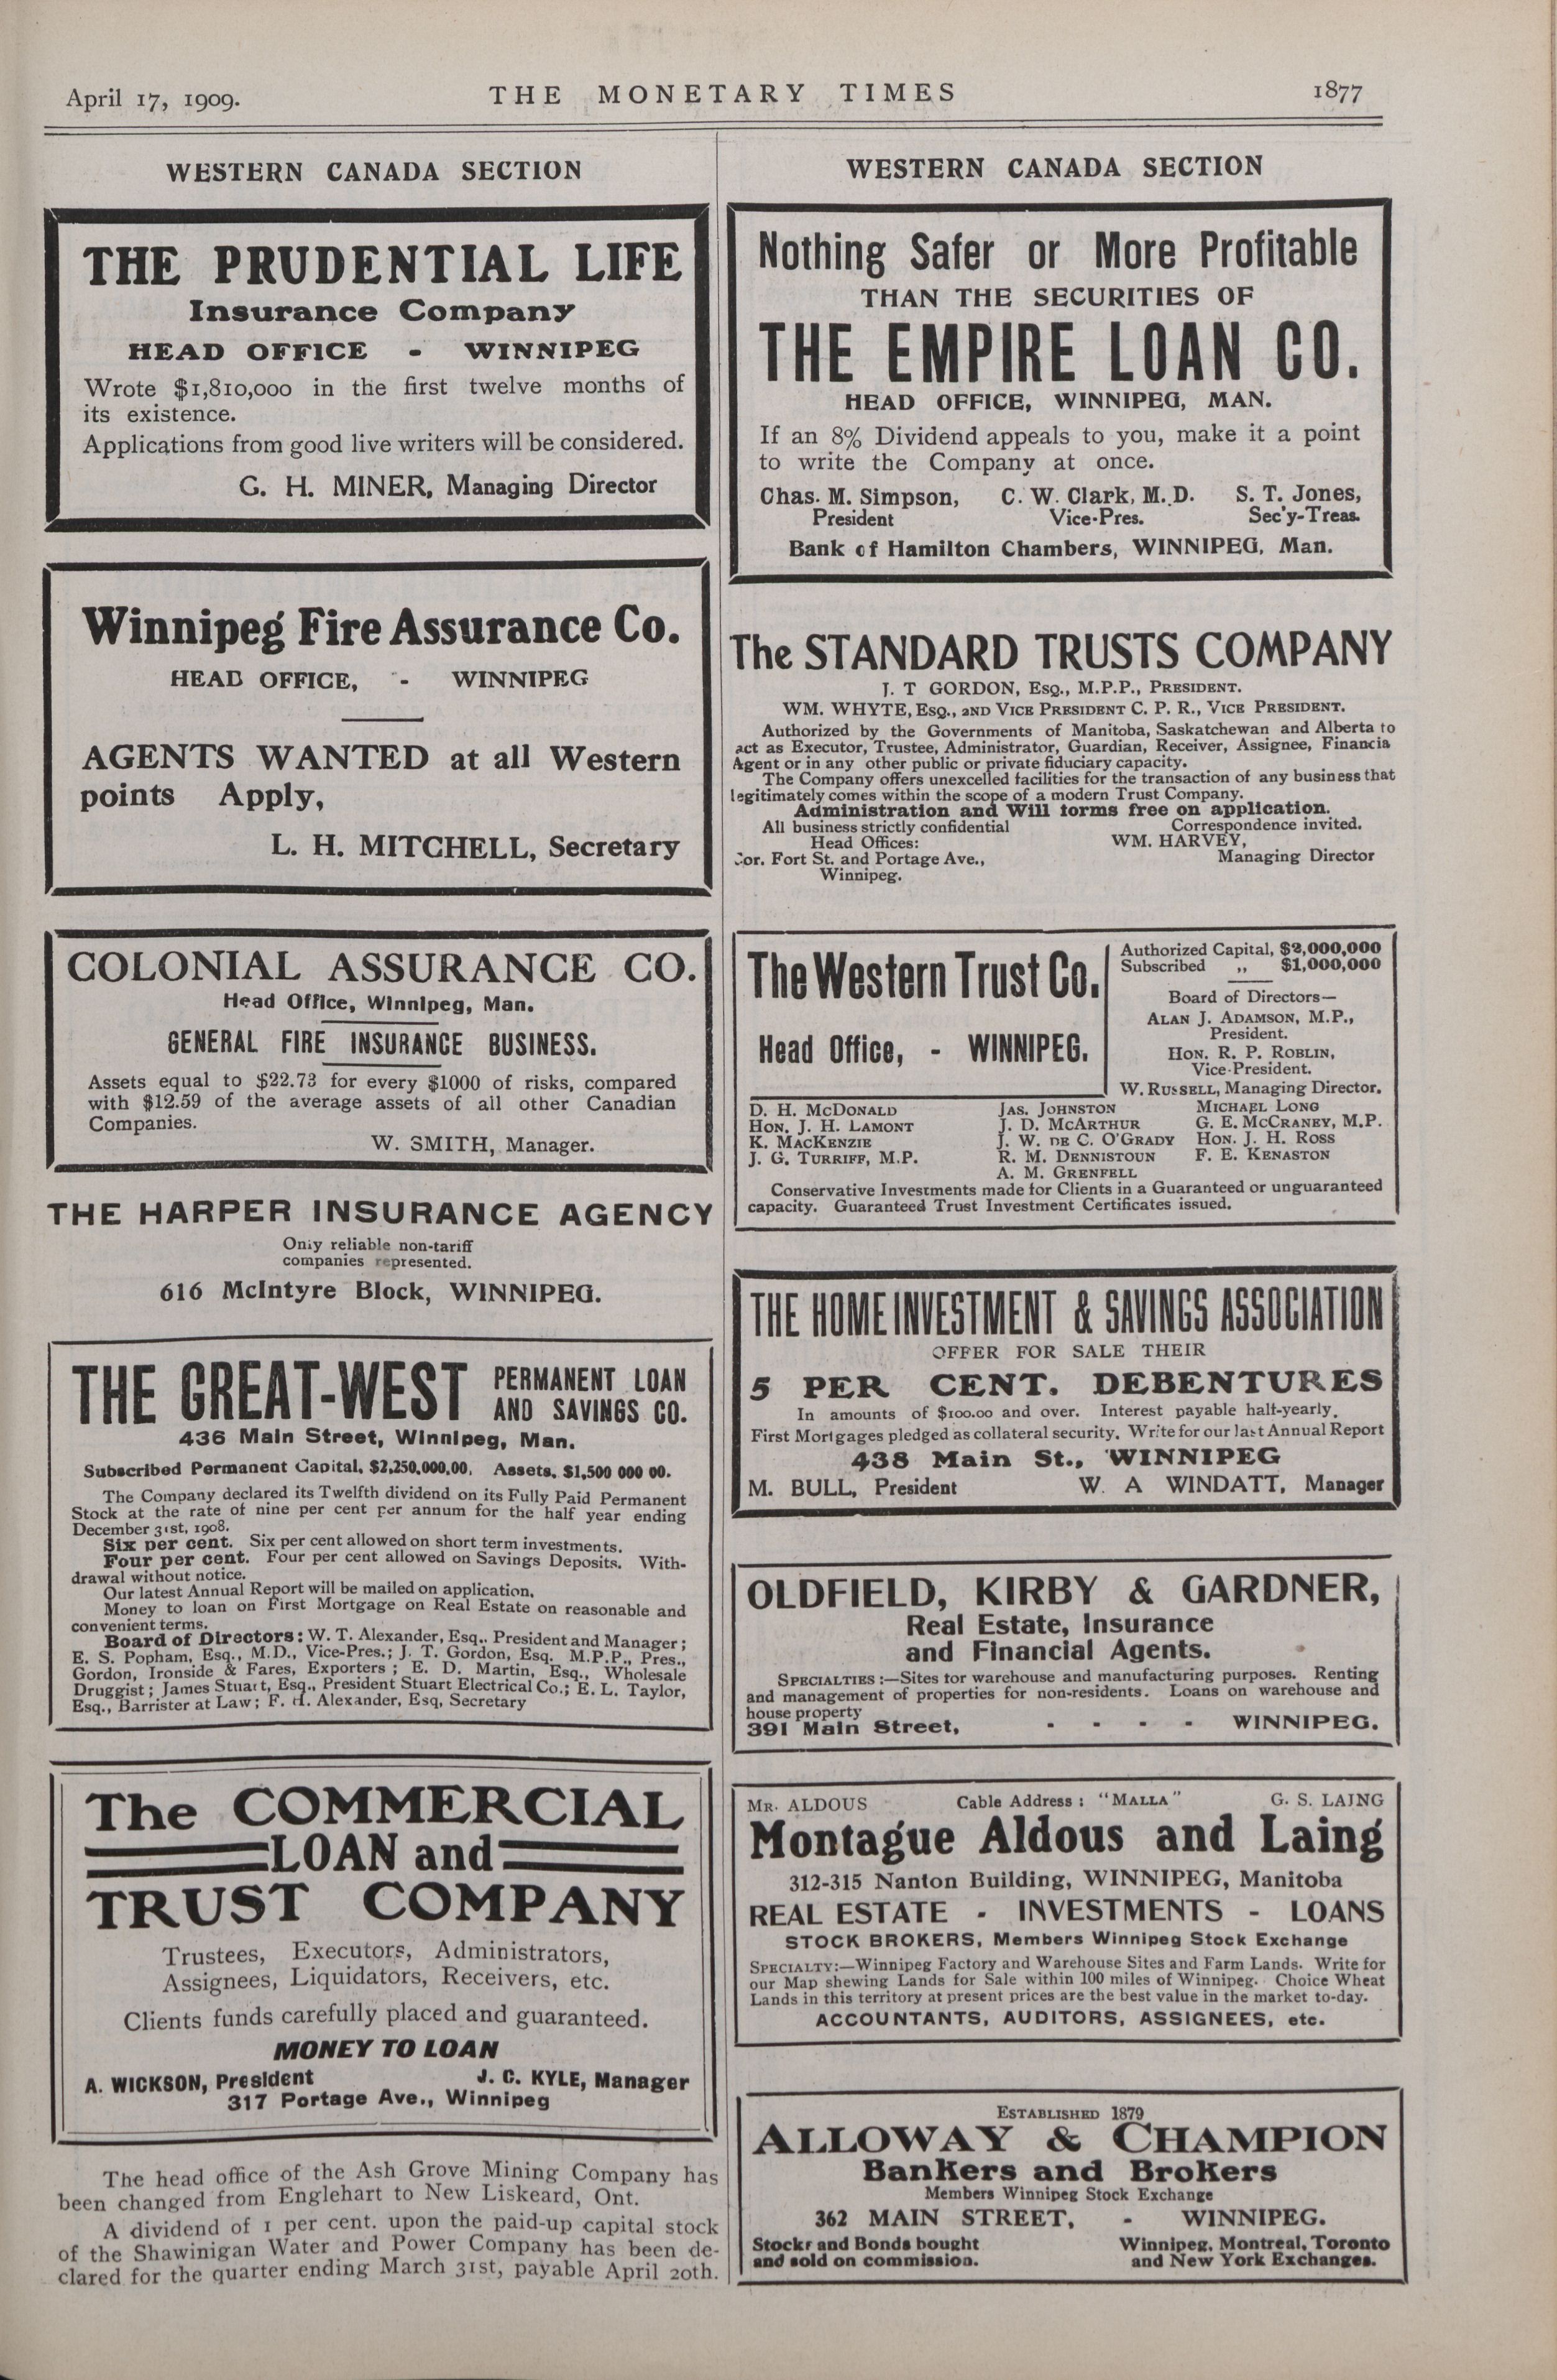 April 17, 1909.
THE MONETARY TIMES
1877
WESTERN CANADA SECTION
THE PRUDENTIAL LIFE
Insurance Company
HEAD OFFICE - WINNIPEG
Wrote $1,810,000 in the first twelve months of
its existence.
Applications from good live writers will be considered.
G. H. MINER, Managing Director
Winnipeg Fire Assurance Co.
HEAD OFFICE, - WINNIPEG
AGENTS WANTED at all Western
points Apply,
L. H. MITCHELL, Secretary
COLONIAL ASSURANCE CO.
Head Office, Winnipeg, Man.
GENERAL FIRE INSURANCE BUSINESS.
Assets equal to $22.73 for every $1000 of risks, compared
with $12.59 of the average assets of all other Canadian
Companies.
W. SMITH, Manager.
THE HARPER INSURANCE AGENCY
Only reliable non-tariff
companies represented.
616 McIntyre Block, WINNIPEG.
THE GREAT-WEST PERMANENT LOAN
AND SAVINGS CO.
436 Main Street, Winnipeg, Man.
Subscribed Permanent Capital, $2,250,000,00, Assets, $1,500 000 00.
The Company declared its Twelfth dividend on its Fully Paid Permanent
Stock at the rate of nine per cent per annum for the half year ending
December 31st, 1908.
Six per cent. Six per cent allowed on short term investments.
Four per cent. Four per cent allowed on Savings Deposits. With-
drawal without notice.
Our latest Annual Report will be mailed on application.
Money to loan on First Mortgage on Real Estate on reasonable and
convenient terms.
Board of Directors: W. T. Alexander, Esq., President and Manager;
E. S. Popham, Esq., M.D., Vice-Pres.; J. T. Gordon, Esq. M.P.P., Pres.,
Gordon, Ironside & Fares, Exporters; E. D. Martin, Esq., Wholesale
Druggist; James Stuart, Esq., President Stuart Electrical Co.; E. L. Taylor,
Esq., Barrister at Law; F. H. Alexander, Esq, Secretary
The COMMERCIAL
LOAN and
TRUST COMPANY
Trustees, Executors, Administrators,
Assignees, Liquidators, Receivers, etc.
Clients funds carefully placed and guaranteed.
MONEY TO LOAN
A. WICKSON, President J. C. KYLE, Manager
317 Portage Ave., Winnipeg
The head office of the Ash Grove Mining Company has
been changed from Englehart to New Liskeard, Ont.
A dividend of 1 per cent. upon the paid-up capital stock
of the Shawinigan Water and Power Company has been de-
clared for the quarter ending March 31st, payable April 20th.
WESTERN CANADA SECTION
Nothing Safer or More Profitable
THAN THE SECURITIES OF
THE EMPIRE LOAN CO.
HEAD OFFICE, WINNIPEG, MAN.
If an 8% Dividend appeals to you, make it a point
to write the Company at once.
Chas. M. Simpson, C. W. Clark, M.D. S. T. Jones,
President Vice-Pres. Sec'y-Treas.
Bank of Hamilton Chambers, WINNIPEG, Man.
The STANDARD TRUSTS COMPANY
J. T GORDON, Esq., M.P.P., PRESIDENT.
WM. WHYTE, Esq., 2ND VICE PRESIDENT C. P. R., VICE PRESIDENT.
Authorized by the Governments of Manitoba, Saskatchewan and Alberta to
act as Executor, Trustee, Administrator, Guardian, Receiver, Assignee, Financia
Agent or in any other public or private fiduciary capacity.
The Company offers unexcelled facilities for the transaction of any business that
legitimately comes within the scope of a modern Trust Company.
Administration and Will forms free on application.
All business strictly confidential Correspondence invited.
Head Offices: WM. HARVEY,
Cor. Fort St. and Portage Ave., Managing Director
Winnipeg.
The Western Trust Co.
Head Office, - WINNIPEG.
Authorized Capital, $2,000,000
Subscribed ,, $1,000,000
Board of Directors—
ALAN J. ADAMSON, M.P.,
President.
HON. R. P. ROBLIN,
Vice-President.
W. RUSSELL, Managing Director.
D. H. MCDONALD JAS. JOHNSTON MICHAEL LONG
HON. J. H. LAMONT J. D. MCARTHUR G. E. MCCRANEY, M.P.
K. MACKENZIE J. W. DE C. O'GRADY HON. J. H. ROSS
J. G. TURRIFF, M.P. R. M. DENNISTOUN F. E. KENASTON
A. M. GRENFELL
Conservative Investments made for Clients in a Guaranteed or unguaranteed
capacity. Guaranteed Trust Investment Certificates issued.
THE HOME INVESTMENT & SAVINGS ASSOCIATION
OFFER FOR SALE THEIR
5 PER CENT. DEBENTURES
In amounts of $100.00 and over. Interest payable half-yearly.
First Mortgages pledged as collateral security. Write for our last Annual Report
438 Main St., WINNIPEG
M. BULL, President W. A WINDATT, Manager
OLDFIELD, KIRBY & GARDNER,
Real Estate, Insurance
and Financial Agents.
SPECIALTIES:—Sites for warehouse and manufacturing purposes. Renting
and management of properties for non-residents. Loans on warehouse and
house property
391 Main Street, - - - - WINNIPEG.
MR. ALDOUS Cable Address: "MALLA" G. S. LAING
Montague Aldous and Laing
312-315 Nanton Building, WINNIPEG, Manitoba
REAL ESTATE - INVESTMENTS - LOANS
STOCK BROKERS, Members Winnipeg Stock Exchange
SPECIALTY:—Winnipeg Factory and Warehouse Sites and Farm Lands. Write for
our Map shewing Lands for Sale within 100 miles of Winnipeg. Choice Wheat
Lands in this territory at present prices are the best value in the market to-day.
ACCOUNTANTS, AUDITORS, ASSIGNEES, etc.
ESTABLISHED 1879
ALLOWAY & CHAMPION
Bankers and Brokers
Members Winnipeg Stock Exchange
362 MAIN STREET, - WINNIPEG.
Stocks and Bonds bought Winnipeg, Montreal, Toronto
and sold on commission. and New York Exchanges.